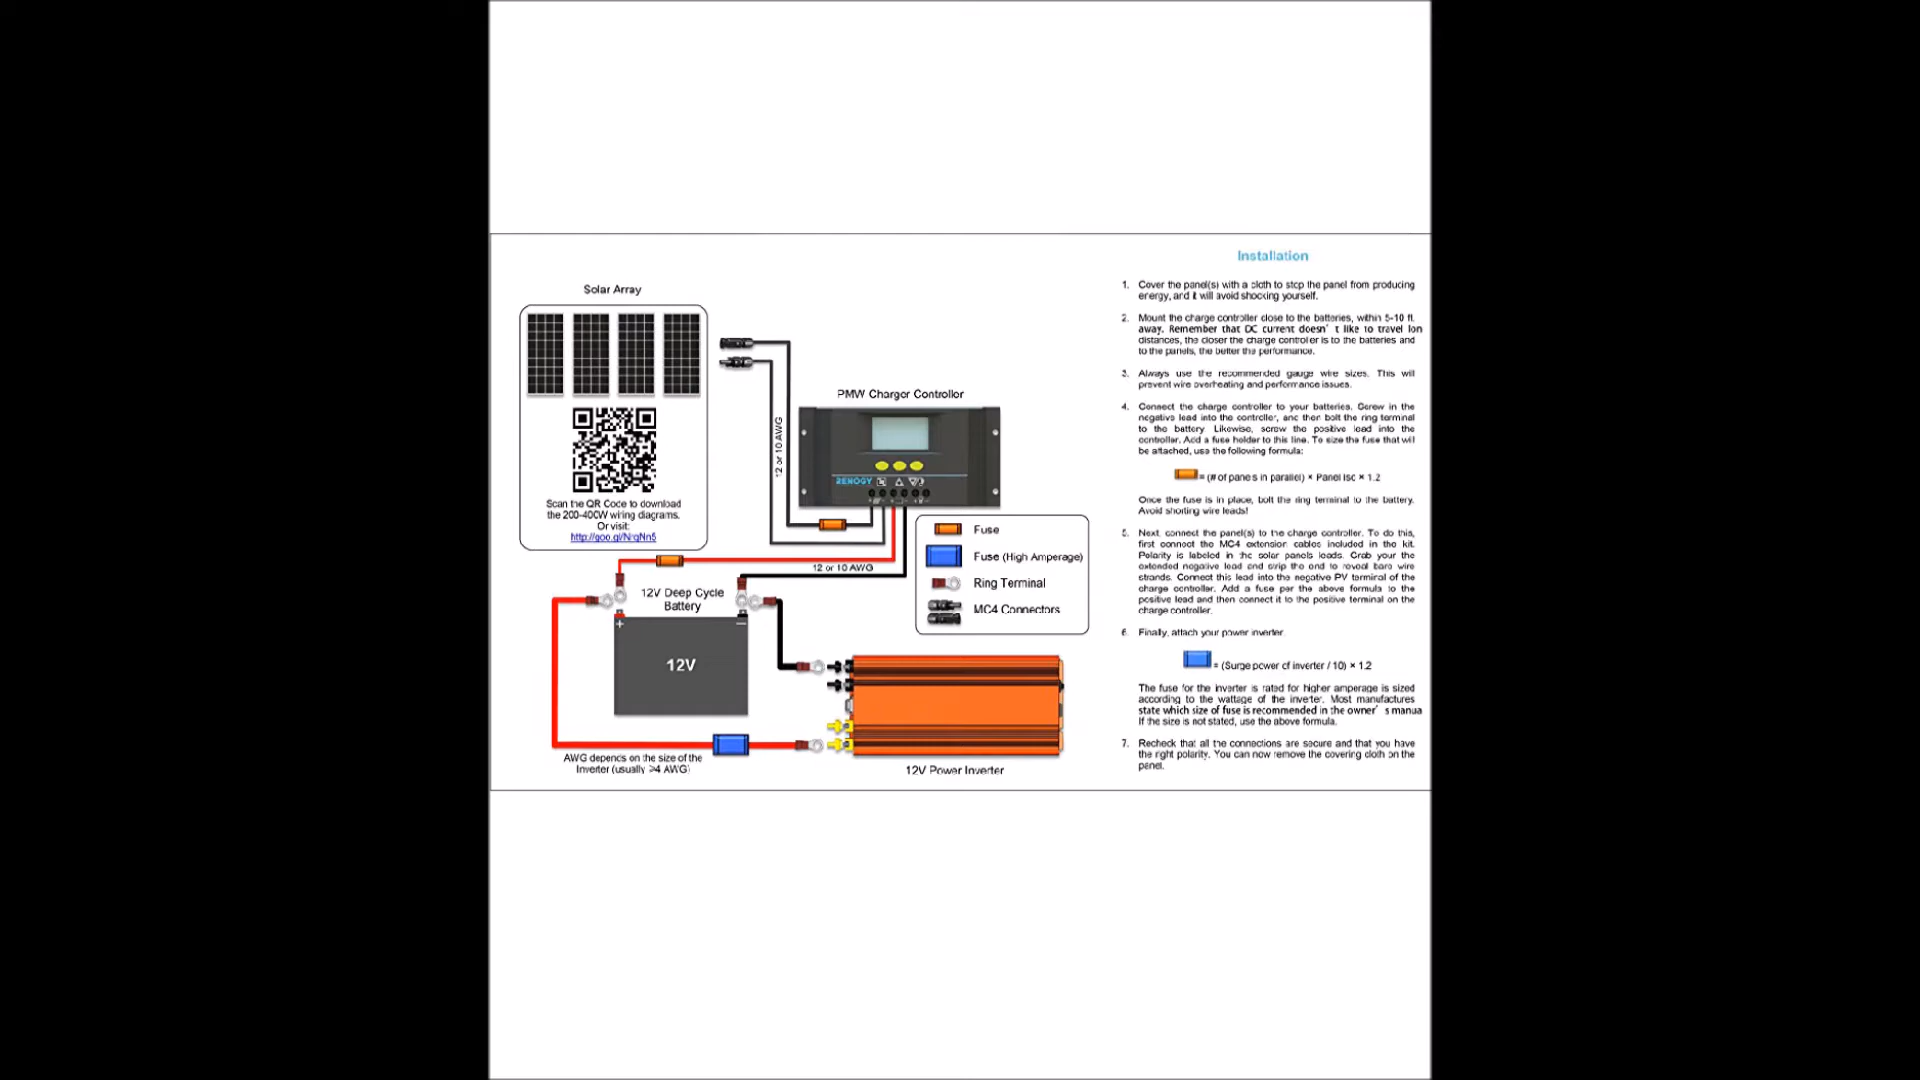 Solar Array
Scan the QR Code to download
the 200-400W wiring diagrams.
Or visit:
12 or 10 AWG
PMW Charger Controller
RENOGY
Fuse
Fuse (High Amperage)
Ring Terminal
MC4 Connectors
12 or 10 AWG
12V Deep Cycle
Battery
+
−
12V
AWG depends on the size of the
Inverter (usually ≥4 AWG)
12V Power Inverter
Installation
1. Cover the panel(s) with a cloth to stop the panel from producing
energy, and it will avoid shocking yourself.
2. Mount the charge controller close to the batteries, within 5-10 ft.
away. Remember that DC current doesn't like to travel lon
distances, the closer the charge controller is to the batteries and
to the panels, the better the performance.
3. Always use the recommended gauge wire sizes. This will
prevent wire overheating and performance issues.
4. Connect the charge controller to your batteries. Screw in the
negative lead into the controller, and then bolt the ring terminal
to the battery. Likewise, screw the positive lead into the
controller. Add a fuse holder to this line. To size the fuse that will
be attached, use the following formula:
= (# of panels in parallel) × Panel Isc × 1.2
Once the fuse is in place, bolt the ring terminal to the battery.
Avoid shorting wire leads!
5. Next, connect the panel(s) to the charge controller. To do this,
first connect the MC4 extension cables included in the kit.
Polarity is labeled in the solar panels leads. Grab your the
extended negative lead and strip the end to reveal bare wire
strands. Connect this lead into the negative PV terminal of the
charge controller. Add a fuse per the above formula to the
positive lead and then connect it to the positive terminal on the
charge controller.
6. Finally, attach your power inverter.
= (Surge power of inverter / 10) × 1.2
The fuse for the inverter is rated for higher amperage is sized
according to the wattage of the inverter. Most manufactures
state which size of fuse is recommended in the owner's manua
If the size is not stated, use the above formula.
7. Recheck that all the connections are secure and that you have
the right polarity. You can now remove the covering cloth on the
panel.